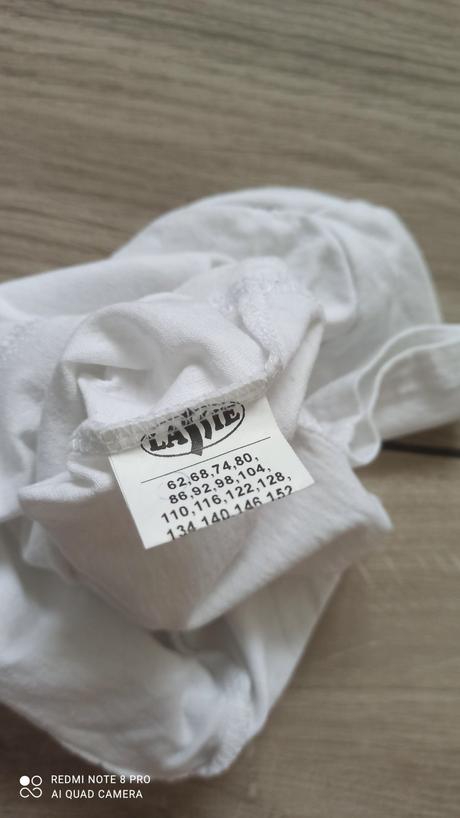 62,68,74,80,
86,92,98,104,
110,116,122,128,
134,140,146,152
REDMI NOTE 8 PRO
AI QUAD CAMERA